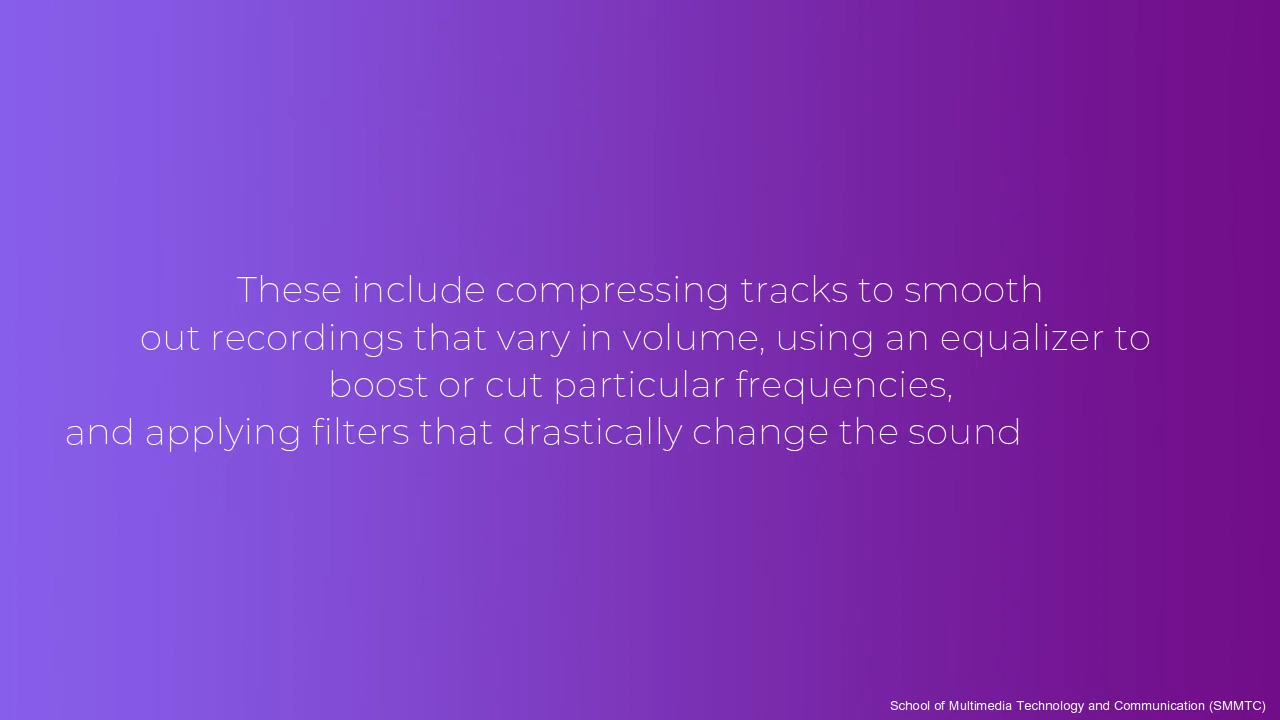 These include compressing tracks to smooth
out recordings that vary in volume, using an equalizer to
boost or cut particular frequencies,
and applying filters that drastically change the sound
School of Multimedia Technology and Communication (SMMTC)